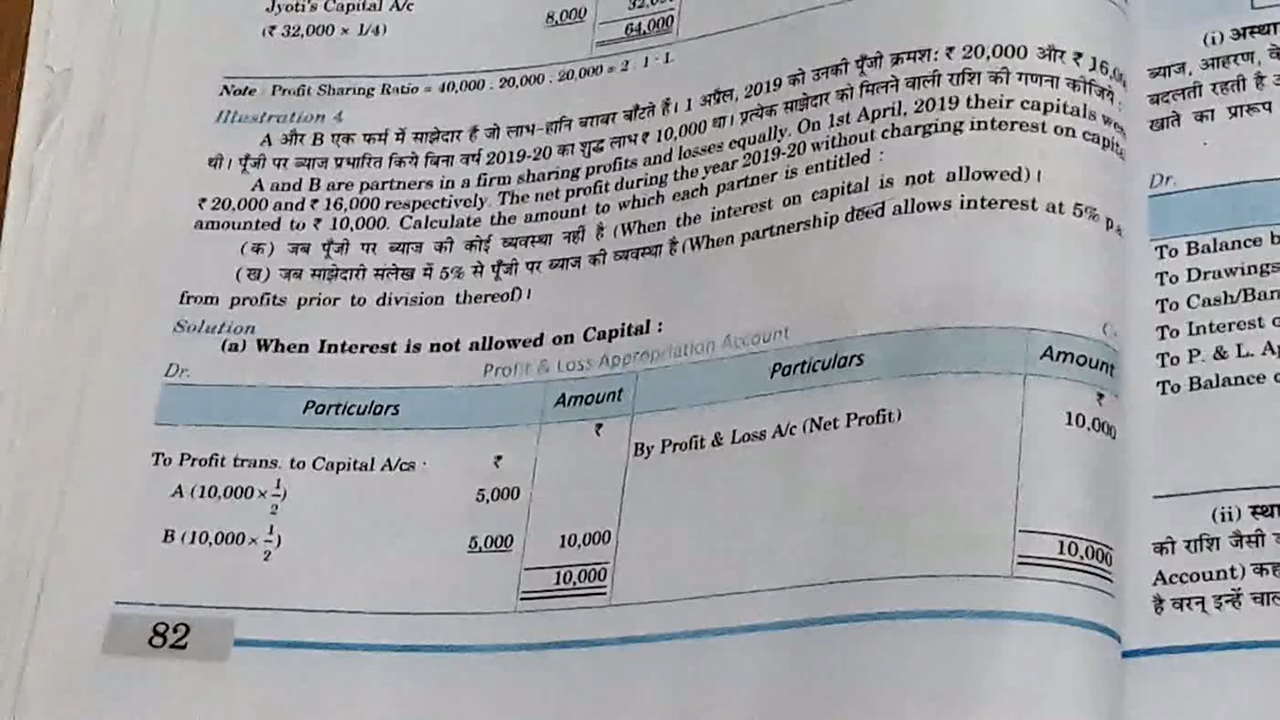 Jyoti's Capital A/c
(₹ 32,000 × 1/4)
8,000
64,000
Note : Profit Sharing Ratio = 40,000 : 20,000 : 20,000 = 2 : 1 : 1.
Illustration 4
A और B एक फर्म में साझेदार हैं जो लाभ-हानि बराबर बाँटते हैं। 1 अप्रैल, 2019 को उनकी पूँजी क्रमश: ₹ 20,000 और ₹ 16,0
थी। पूँजी पर ब्याज प्रभारित किये बिना वर्ष 2019-20 का शुद्ध लाभ ₹ 10,000 था। प्रत्येक साझेदार को मिलने वाली राशि की गणना कीजिये :
A and B are partners in a firm sharing profits and losses equally. On 1st April, 2019 their capitals we
₹ 20,000 and ₹ 16,000 respectively. The net profit during the year 2019-20 without charging interest on capita
amounted to ₹ 10,000. Calculate the amount to which each partner is entitled :
(क) जब पूँजी पर ब्याज की कोई व्यवस्था नहीं है (When the interest on capital is not allowed)।
(ख) जब साझेदारी संलेख में 5% से पूँजी पर ब्याज की व्यवस्था है (When partnership deed allows interest at 5% p.a.
from profits prior to division thereof)।
Solution
(a) When Interest is not allowed on Capital :
Dr. Profit & Loss Appropriation Account C
Particulars Amount Particulars Amount
₹ ₹
To Profit trans. to Capital A/cs : ₹ By Profit & Loss A/c (Net Profit) 10,000
A (10,000 × 1/2) 5,000
B (10,000 × 1/2) 5,000 10,000
10,000 10,000
82
(i) अस्था
ब्याज, आहरण, वे
बदलती रहती है
खाते का प्रारूप
Dr.
To Balance b
To Drawings
To Cash/Ban
To Interest o
To P. & L. Ap
To Balance c
(ii) स्था
की राशि जैसी
Account) कह
है वरन् इन्हें चाल